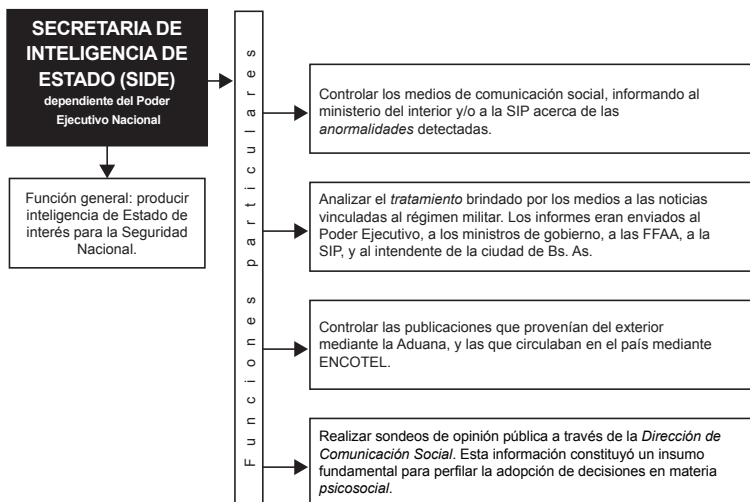 SECRETARIA DE
INTELIGENCIA DE
ESTADO (SIDE)
dependiente del Poder
Ejecutivo Nacional
Función general: producir
inteligencia de Estado de
interés para la Seguridad
Nacional.
Funciones particulares
Controlar los medios de comunicación social, informando al
ministerio del interior y/o a la SIP acerca de las
anormalidades detectadas.
Analizar el tratamiento brindado por los medios a las noticias
vinculadas al régimen militar. Los informes eran enviados al
Poder Ejecutivo, a los ministros de gobierno, a las FFAA, a la
SIP, y al intendente de la ciudad de Bs. As.
Controlar las publicaciones que provenían del exterior
mediante la Aduana, y las que circulaban en el país mediante
ENCOTEL.
Realizar sondeos de opinión pública a través de la Dirección de
Comunicación Social. Esta información constituyó un insumo
fundamental para perfilar la adopción de decisiones en materia
psicosocial.